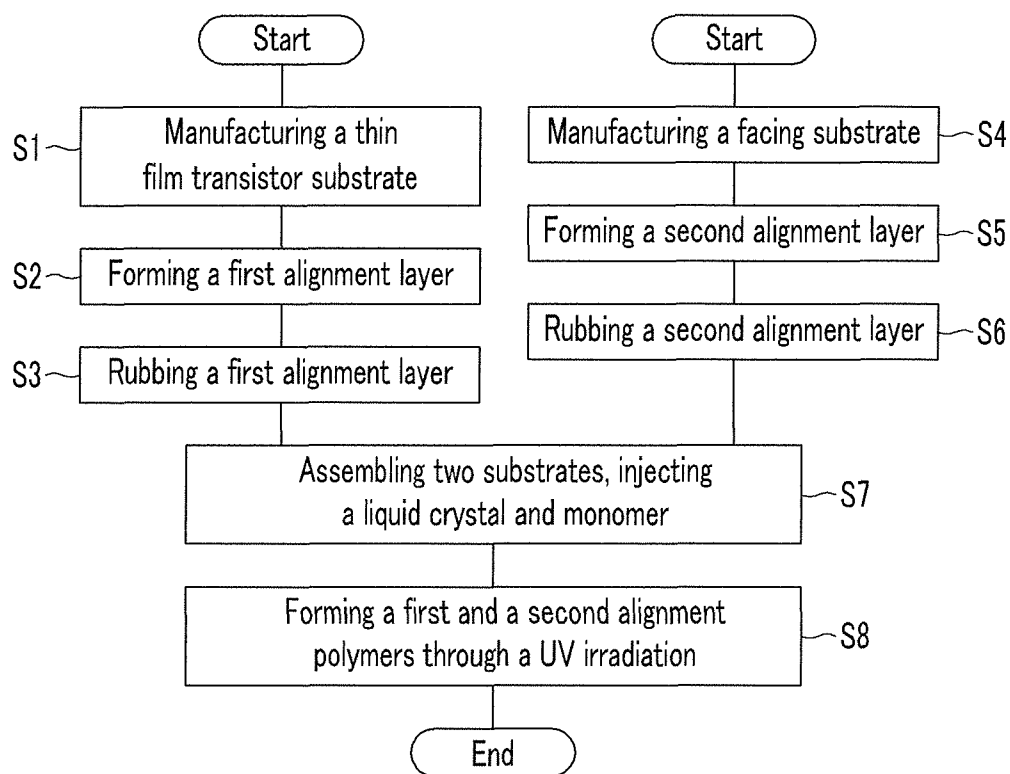 Start
S1
Manufacturing a thin
film transistor substrate
S2
Forming a first alignment layer
S3
Rubbing a first alignment layer
Start
Manufacturing a facing substrate
S4
Forming a second alignment layer
S5
Rubbing a second alignment layer
S6
Assembling two substrates, injecting
a liquid crystal and monomer
S7
Forming a first and a second alignment
polymers through a UV irradiation
S8
End